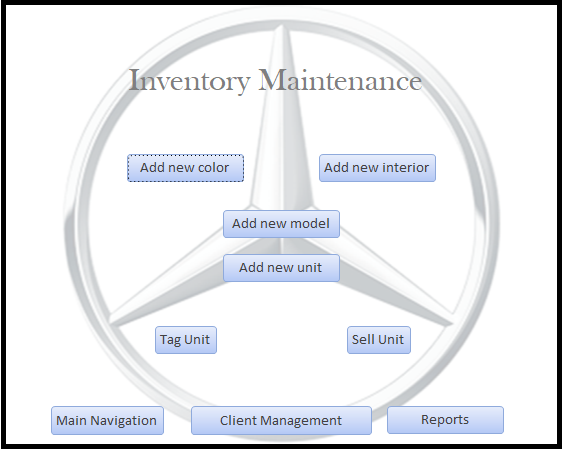 Inventory Maintenance
Add new color
Add new interior
Add new model
Add new unit
Tag Unit
Sell Unit
Main Navigation
Client Management
Reports